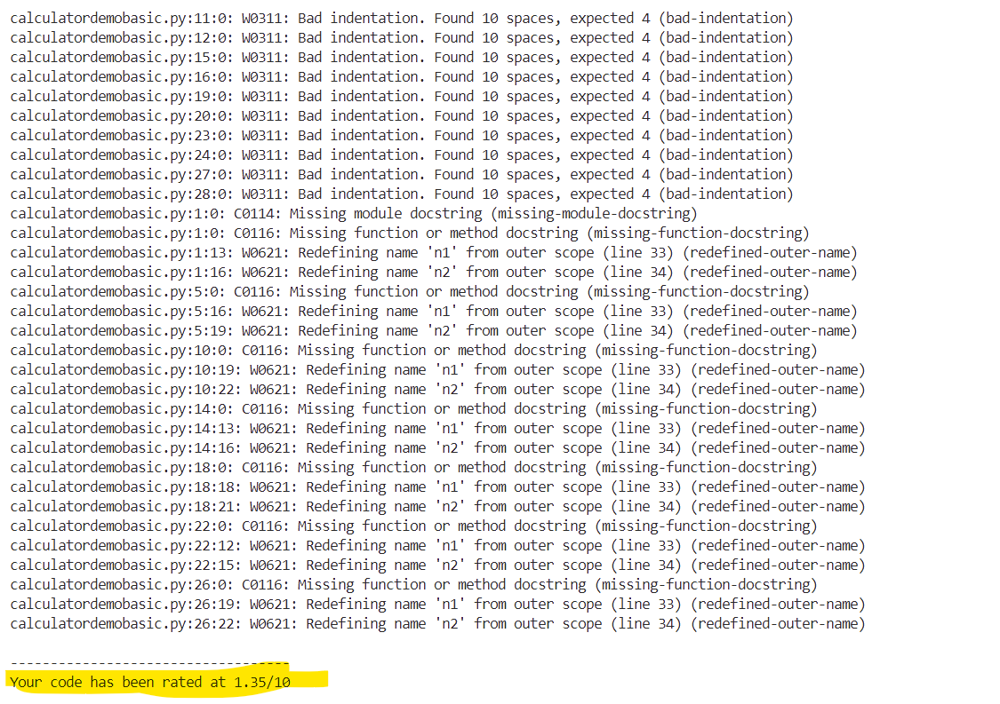 calculatordemobasic.py:11:0: W0311: Bad indentation. Found 10 spaces, expected 4 (bad-indentation)
calculatordemobasic.py:12:0: W0311: Bad indentation. Found 10 spaces, expected 4 (bad-indentation)
calculatordemobasic.py:15:0: W0311: Bad indentation. Found 10 spaces, expected 4 (bad-indentation)
calculatordemobasic.py:16:0: W0311: Bad indentation. Found 10 spaces, expected 4 (bad-indentation)
calculatordemobasic.py:19:0: W0311: Bad indentation. Found 10 spaces, expected 4 (bad-indentation)
calculatordemobasic.py:20:0: W0311: Bad indentation. Found 10 spaces, expected 4 (bad-indentation)
calculatordemobasic.py:23:0: W0311: Bad indentation. Found 10 spaces, expected 4 (bad-indentation)
calculatordemobasic.py:24:0: W0311: Bad indentation. Found 10 spaces, expected 4 (bad-indentation)
calculatordemobasic.py:27:0: W0311: Bad indentation. Found 10 spaces, expected 4 (bad-indentation)
calculatordemobasic.py:28:0: W0311: Bad indentation. Found 10 spaces, expected 4 (bad-indentation)
calculatordemobasic.py:1:0: C0114: Missing module docstring (missing-module-docstring)
calculatordemobasic.py:1:0: C0116: Missing function or method docstring (missing-function-docstring)
calculatordemobasic.py:1:13: W0621: Redefining name 'n1' from outer scope (line 33) (redefined-outer-name)
calculatordemobasic.py:1:16: W0621: Redefining name 'n2' from outer scope (line 34) (redefined-outer-name)
calculatordemobasic.py:5:0: C0116: Missing function or method docstring (missing-function-docstring)
calculatordemobasic.py:5:16: W0621: Redefining name 'n1' from outer scope (line 33) (redefined-outer-name)
calculatordemobasic.py:5:19: W0621: Redefining name 'n2' from outer scope (line 34) (redefined-outer-name)
calculatordemobasic.py:10:0: C0116: Missing function or method docstring (missing-function-docstring)
calculatordemobasic.py:10:19: W0621: Redefining name 'n1' from outer scope (line 33) (redefined-outer-name)
calculatordemobasic.py:10:22: W0621: Redefining name 'n2' from outer scope (line 34) (redefined-outer-name)
calculatordemobasic.py:14:0: C0116: Missing function or method docstring (missing-function-docstring)
calculatordemobasic.py:14:13: W0621: Redefining name 'n1' from outer scope (line 33) (redefined-outer-name)
calculatordemobasic.py:14:16: W0621: Redefining name 'n2' from outer scope (line 34) (redefined-outer-name)
calculatordemobasic.py:18:0: C0116: Missing function or method docstring (missing-function-docstring)
calculatordemobasic.py:18:18: W0621: Redefining name 'n1' from outer scope (line 33) (redefined-outer-name)
calculatordemobasic.py:18:21: W0621: Redefining name 'n2' from outer scope (line 34) (redefined-outer-name)
calculatordemobasic.py:22:0: C0116: Missing function or method docstring (missing-function-docstring)
calculatordemobasic.py:22:12: W0621: Redefining name 'n1' from outer scope (line 33) (redefined-outer-name)
calculatordemobasic.py:22:15: W0621: Redefining name 'n2' from outer scope (line 34) (redefined-outer-name)
calculatordemobasic.py:26:0: C0116: Missing function or method docstring (missing-function-docstring)
calculatordemobasic.py:26:19: W0621: Redefining name 'n1' from outer scope (line 33) (redefined-outer-name)
calculatordemobasic.py:26:22: W0621: Redefining name 'n2' from outer scope (line 34) (redefined-outer-name)
-----------------------------------
Your code has been rated at 1.35/10